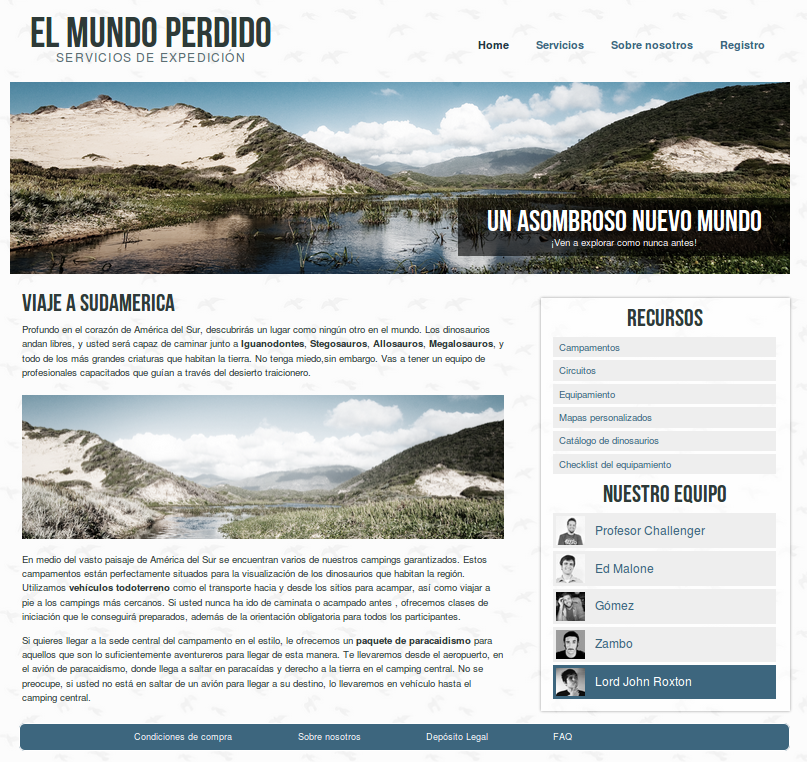 EL MUNDO PERDIDO
SERVICIOS DE EXPEDICIÓN
Home Servicios Sobre nosotros Registro
UN ASOMBROSO NUEVO MUNDO
¡Ven a explorar como nunca antes!
VIAJE A SUDAMERICA
Profundo en el corazón de América del Sur, descubrirás un lugar como ningún otro en el mundo. Los dinosaurios
andan libres, y usted será capaz de caminar junto a Iguanodontes, Stegosauros, Allosauros, Megalosauros, y
todo de los más grandes criaturas que habitan la tierra. No tenga miedo,sin embargo. Vas a tener un equipo de
profesionales capacitados que guían a través del desierto traicionero.
En medio del vasto paisaje de América del Sur se encuentran varios de nuestros campings garantizados. Estos
campamentos están perfectamente situados para la visualización de los dinosaurios que habitan la región.
Utilizamos vehículos todoterreno como el transporte hacia y desde los sitios para acampar, así como viajar a
pie a los campings más cercanos. Si usted nunca ha ido de caminata o acampado antes , ofrecemos clases de
iniciación que le conseguirá preparados, además de la orientación obligatoria para todos los participantes.
Si quieres llegar a la sede central del campamento en el estilo, le ofrecemos un paquete de paracaidismo para
aquellos que son lo suficientemente aventureros para llegar de esta manera. Te llevaremos desde el aeropuerto, en
el avión de paracaidismo, donde llega a saltar en paracaídas y derecho a la tierra en el camping central. No se
preocupe, si usted no está en saltar de un avión para llegar a su destino, lo llevaremos en vehículo hasta el
camping central.
RECURSOS
Campamentos
Circuitos
Equipamiento
Mapas personalizados
Catálogo de dinosaurios
Checklist del equipamiento
NUESTRO EQUIPO
Profesor Challenger
Ed Malone
Gómez
Zambo
Lord John Roxton
Condiciones de compra Sobre nosotros Depósito Legal FAQ